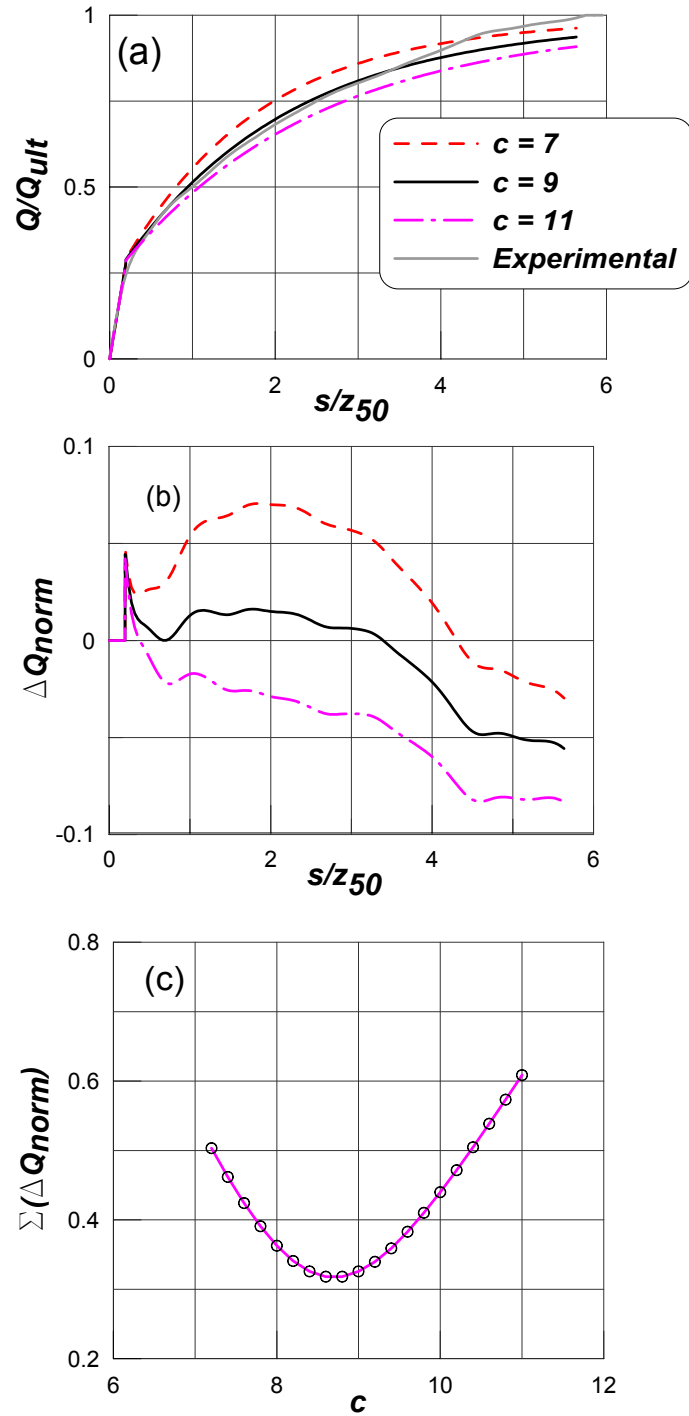 (a)
1
0.5
0
Q/Qult
0
2
4
6
s/z50
c = 7
c = 9
c = 11
Experimental
(b)
0.1
0
-0.1
ΔQnorm
0
2
4
6
s/z50
(c)
0.8
0.6
0.4
0.2
Σ(ΔQnorm)
6
8
10
12
c